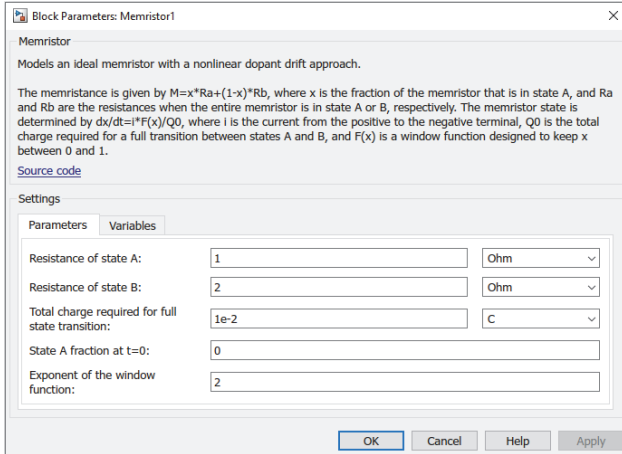 Block Parameters: Memristor1
Memristor
Models an ideal memristor with a nonlinear dopant drift approach.
The memristance is given by M=x*Ra+(1-x)*Rb, where x is the fraction of the memristor that is in state A, and Ra
and Rb are the resistances when the entire memristor is in state A or B, respectively. The memristor state is
determined by dx/dt=i*F(x)/Q0, where i is the current from the positive to the negative terminal, Q0 is the total
charge required for a full transition between states A and B, and F(x) is a window function designed to keep x
between 0 and 1.
Source code
Settings
Parameters Variables
Resistance of state A: 1 Ohm
Resistance of state B: 2 Ohm
Total charge required for full
state transition: 1e-2 C
State A fraction at t=0: 0
Exponent of the window
function: 2
OK Cancel Help Apply